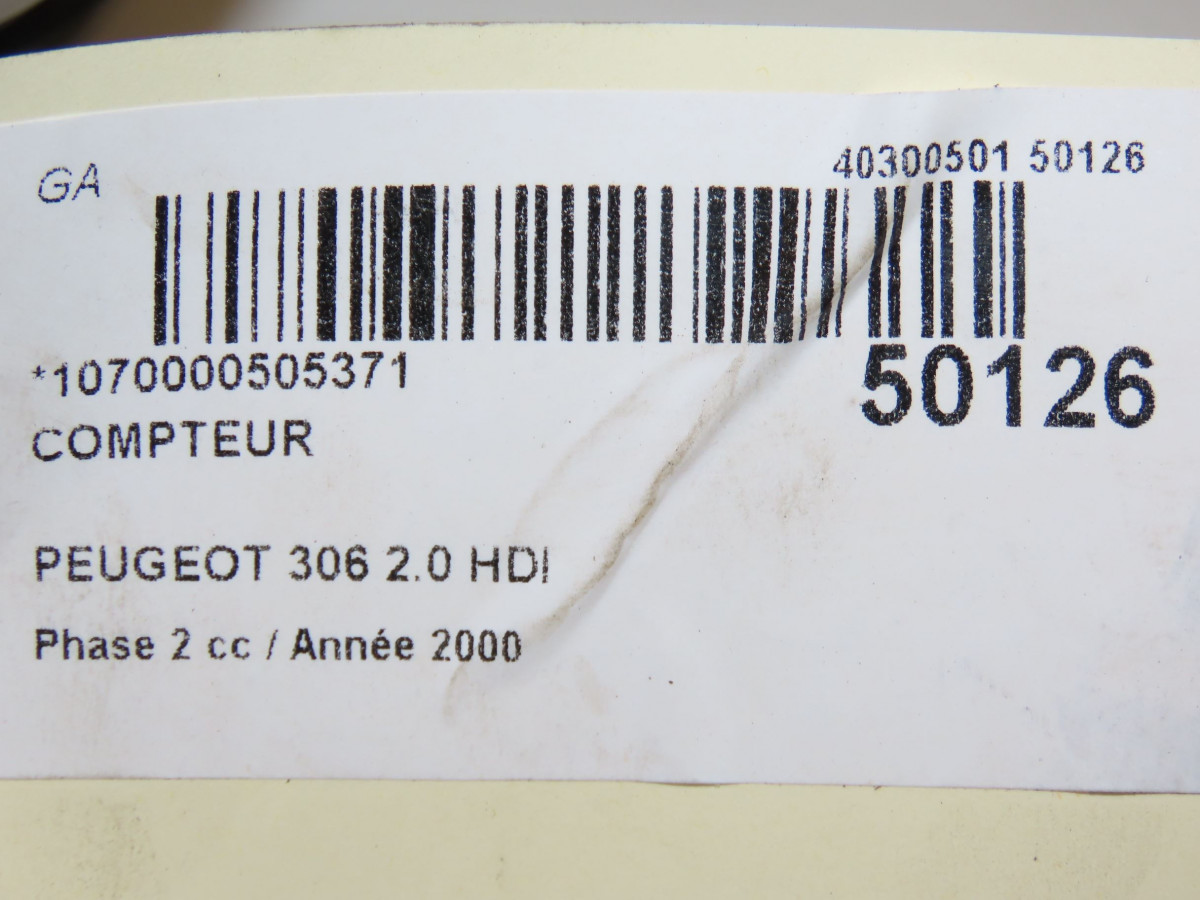 GA
40300501 50126
*1070000505371
50126
COMPTEUR
PEUGEOT 306 2.0 HDI
Phase 2 cc / Année 2000